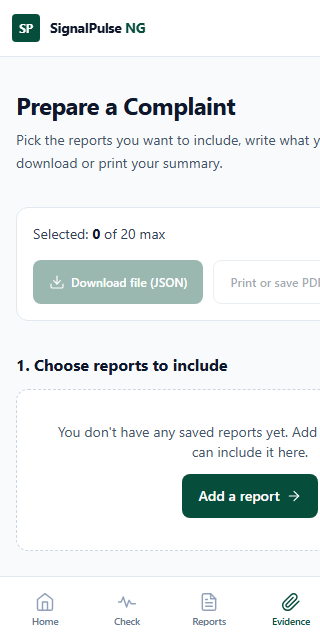 SP SignalPulse NG
Prepare a Complaint
Pick the reports you want to include, write what y
download or print your summary.
Selected: 0 of 20 max
Download file (JSON)
Print or save PDF
1. Choose reports to include
You don't have any saved reports yet. Add
can include it here.
Add a report
Home
Check
Reports
Evidence